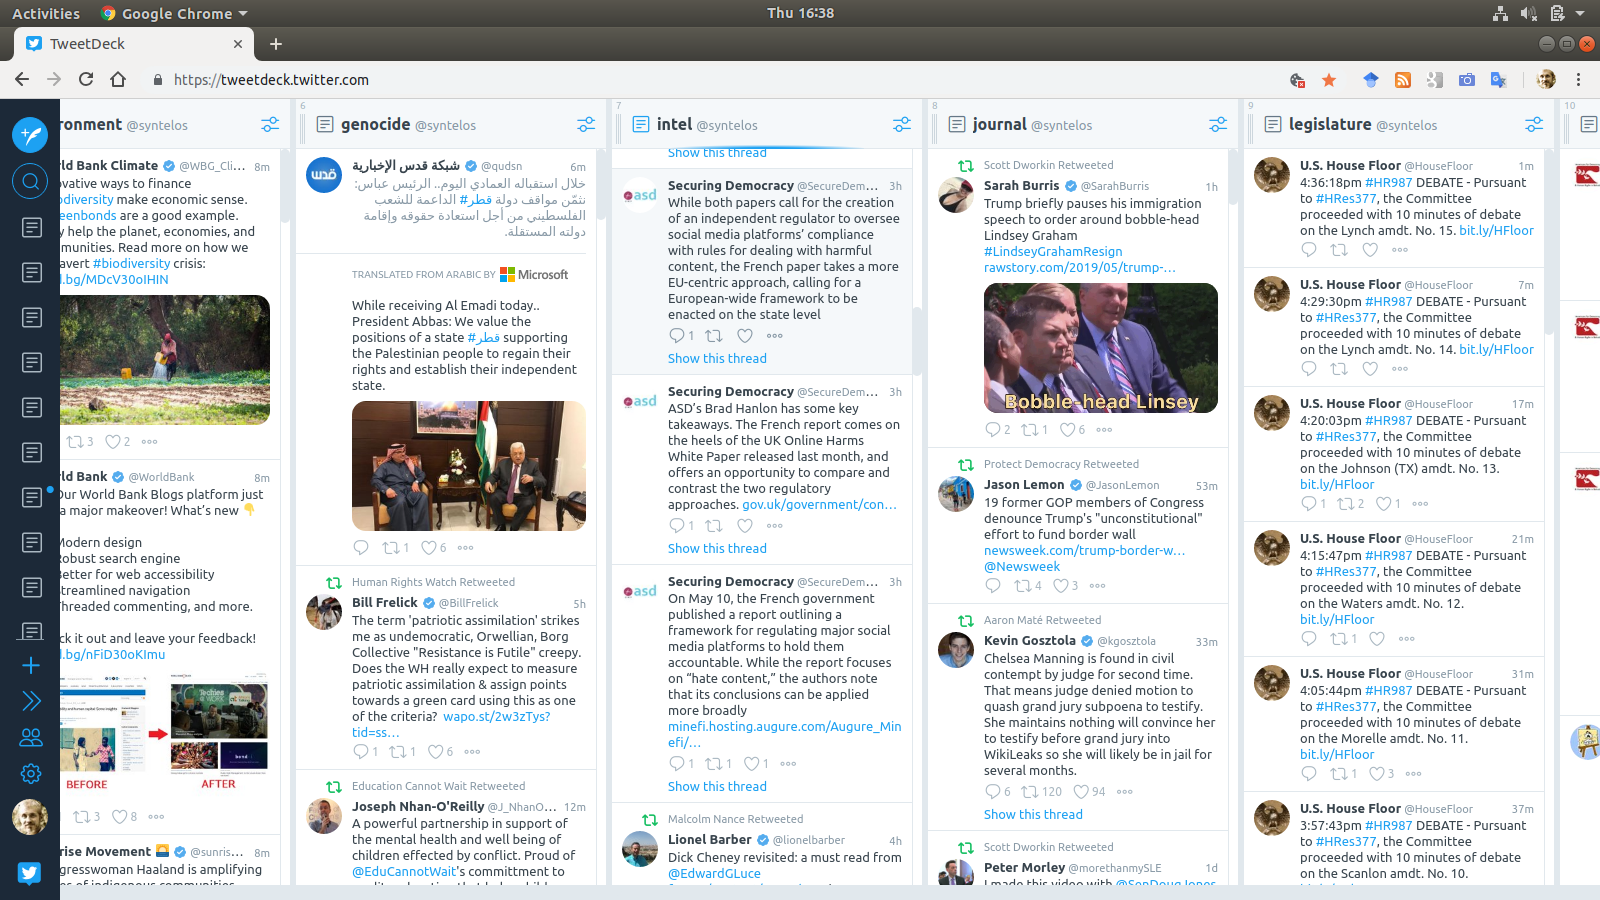 Activities
Google Chrome
Thu 16:38
TweetDeck
https://tweetdeck.twitter.com
ronment @syntelos
ld Bank Climate @WBG_Cli... 8m
ovative ways to finance
odiversity make economic sense.
eenbonds are a good example.
y help the planet, economies, and
munities. Read more on how we
avert #biodiversity crisis:
l.bg/MDcV30oIHIN
3 2
ld Bank @WorldBank 8m
Our World Bank Blogs platform just
a major makeover! What's new 👇
Modern design
Robust search engine
Better for web accessibility
Streamlined navigation
Threaded commenting, and more.
ck it out and leave your feedback!
l.bg/nFiD30oKImu
BEFORE
AFTER
3 8
rise Movement @sunris... 8m
gresswoman Haaland is amplifying
6
genocide @syntelos
شبكة قدس الإخبارية @qudsn 6m
خلال استقباله العمادي اليوم.. الرئيس عباس:
نثمّن مواقف دولة #قطر الداعمة للشعب
الفلسطيني من أجل استعادة حقوقه وإقامة
دولته المستقلة.
TRANSLATED FROM ARABIC BY Microsoft
While receiving Al Emadi today..
President Abbas: We value the
positions of a state #قطر supporting
the Palestinian people to regain their
rights and establish their independent
state.
1 6
Human Rights Watch Retweeted
Bill Frelick @BillFrelick 5h
The term 'patriotic assimilation' strikes
me as undemocratic, Orwellian, Borg
Collective "Resistance is Futile" creepy.
Does the WH really expect to measure
patriotic assimilation & assign points
towards a green card using this as one
of the criteria? wapo.st/2w3zTys?
tid=ss...
1 1 6
Education Cannot Wait Retweeted
Joseph Nhan-O'Reilly @J_NhanO... 12m
A powerful partnership in support of
the mental health and well being of
children effected by conflict. Proud of
@EduCannotWait's commitment to
7
intel @syntelos
Show this thread
asd
Securing Democracy @SecureDem... 3h
While both papers call for the creation
of an independent regulator to oversee
social media platforms' compliance
with rules for dealing with harmful
content, the French paper takes a more
EU-centric approach, calling for a
European-wide framework to be
enacted on the state level
1
Show this thread
asd
Securing Democracy @SecureDem... 3h
ASD's Brad Hanlon has some key
takeaways. The French report comes on
the heels of the UK Online Harms
White Paper released last month, and
offers an opportunity to compare and
contrast the two regulatory
approaches. gov.uk/government/con...
1
Show this thread
asd
Securing Democracy @SecureDem... 3h
On May 10, the French government
published a report outlining a
framework for regulating major social
media platforms to hold them
accountable. While the report focuses
on “hate content,” the authors note
that its conclusions can be applied
more broadly
minefi.hosting.augure.com/Augure_Min
efi/...
1 1 1
Show this thread
Malcolm Nance Retweeted
Lionel Barber @lionelbarber 4h
Dick Cheney revisited: a must read from
@EdwardGLuce
8
journal @syntelos
Scott Dworkin Retweeted
Sarah Burris @SarahBurris 1h
Trump briefly pauses his immigration
speech to order around bobble-head
Lindsey Graham
#LindseyGrahamResign
rawstory.com/2019/05/trump-...
Bobble-head Linsey
2 1 6
Protect Democracy Retweeted
Jason Lemon @JasonLemon 53m
19 former GOP members of Congress
denounce Trump's "unconstitutional"
effort to fund border wall
newsweek.com/trump-border-w...
@Newsweek
4 3
Aaron Maté Retweeted
Kevin Gosztola @kgosztola 33m
Chelsea Manning is found in civil
contempt by judge for second time.
That means judge denied motion to
quash grand jury subpoena to testify.
She maintains nothing will convince her
to testify before grand jury into
WikiLeaks so she will likely be in jail for
several months.
6 120 94
Show this thread
Scott Dworkin Retweeted
Peter Morley @morethanmySLE 1d
I made this video with @SenDougJones
9
legislature @syntelos
U.S. House Floor @HouseFloor 1m
4:36:18pm #HR987 DEBATE - Pursuant
to #HRes377, the Committee
proceeded with 10 minutes of debate
on the Lynch amdt. No. 15. bit.ly/HFloor
U.S. House Floor @HouseFloor 7m
4:29:30pm #HR987 DEBATE - Pursuant
to #HRes377, the Committee
proceeded with 10 minutes of debate
on the Lynch amdt. No. 14. bit.ly/HFloor
U.S. House Floor @HouseFloor 17m
4:20:03pm #HR987 DEBATE - Pursuant
to #HRes377, the Committee
proceeded with 10 minutes of debate
on the Johnson (TX) amdt. No. 13.
bit.ly/HFloor
1 2 1
U.S. House Floor @HouseFloor 21m
4:15:47pm #HR987 DEBATE - Pursuant
to #HRes377, the Committee
proceeded with 10 minutes of debate
on the Waters amdt. No. 12.
bit.ly/HFloor
1
U.S. House Floor @HouseFloor 31m
4:05:44pm #HR987 DEBATE - Pursuant
to #HRes377, the Committee
proceeded with 10 minutes of debate
on the Morelle amdt. No. 11.
bit.ly/HFloor
1 3
U.S. House Floor @HouseFloor 37m
3:57:43pm #HR987 DEBATE - Pursuant
to #HRes377, the Committee
proceeded with 10 minutes of debate
on the Scanlon amdt. No. 10.
10